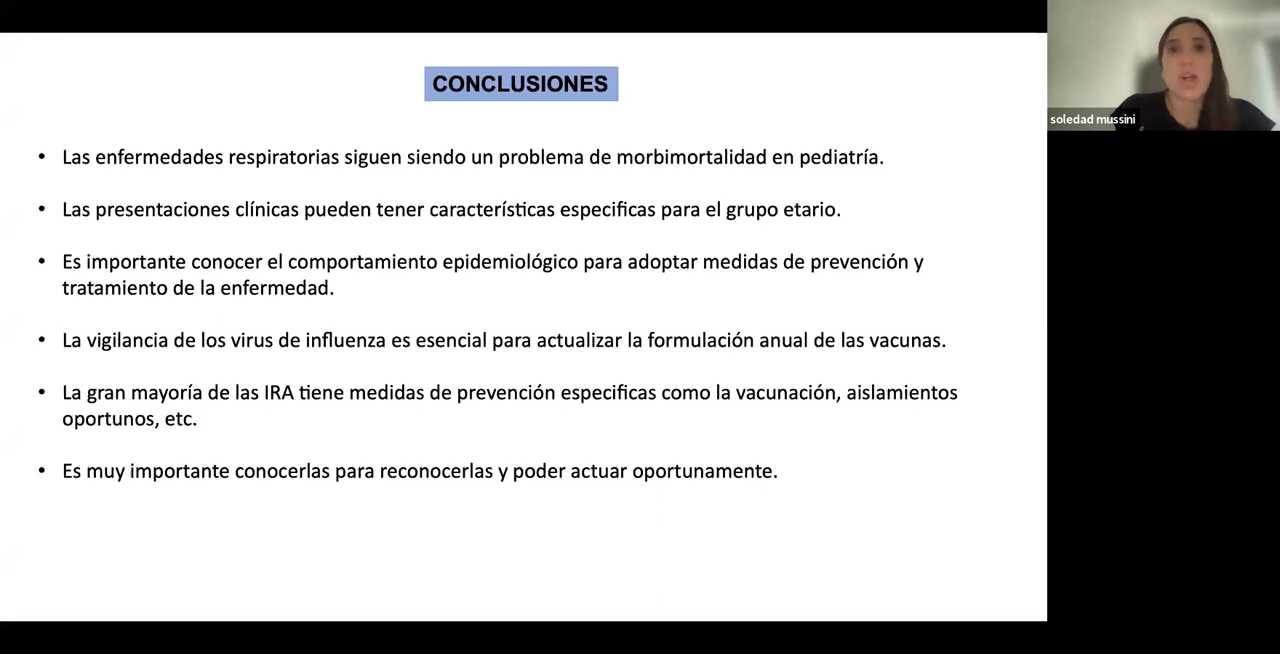 CONCLUSIONES
• Las enfermedades respiratorias siguen siendo un problema de morbimortalidad en pediatría.
• Las presentaciones clínicas pueden tener características especificas para el grupo etario.
• Es importante conocer el comportamiento epidemiológico para adoptar medidas de prevención y
tratamiento de la enfermedad.
• La vigilancia de los virus de influenza es esencial para actualizar la formulación anual de las vacunas.
• La gran mayoría de las IRA tiene medidas de prevención especificas como la vacunación, aislamientos
oportunos, etc.
• Es muy importante conocerlas para reconocerlas y poder actuar oportunamente.
soledad mussini